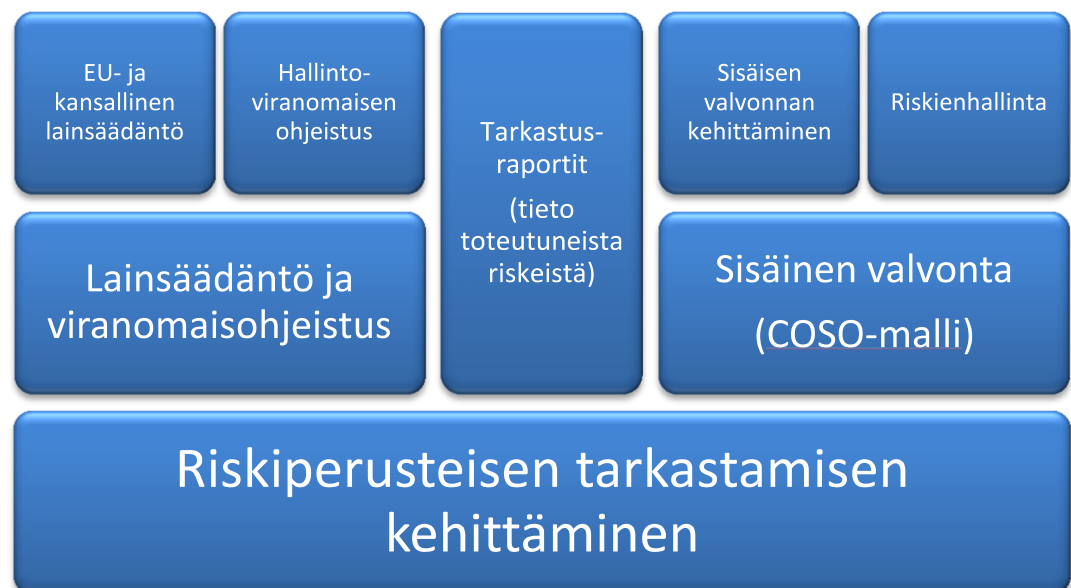 EU- ja
kansallinen
lainsäädäntö
Hallinto-
viranomaisen
ohjeistus
Tarkastus-
raportit
(tieto
toteutuneista
riskeistä)
Sisäisen
valvonnan
kehittäminen
Riskienhallinta
Lainsäädäntö ja
viranomaisohjeistus
Sisäinen valvonta
(COSO-malli)
Riskiperusteisen tarkastamisen
kehittäminen